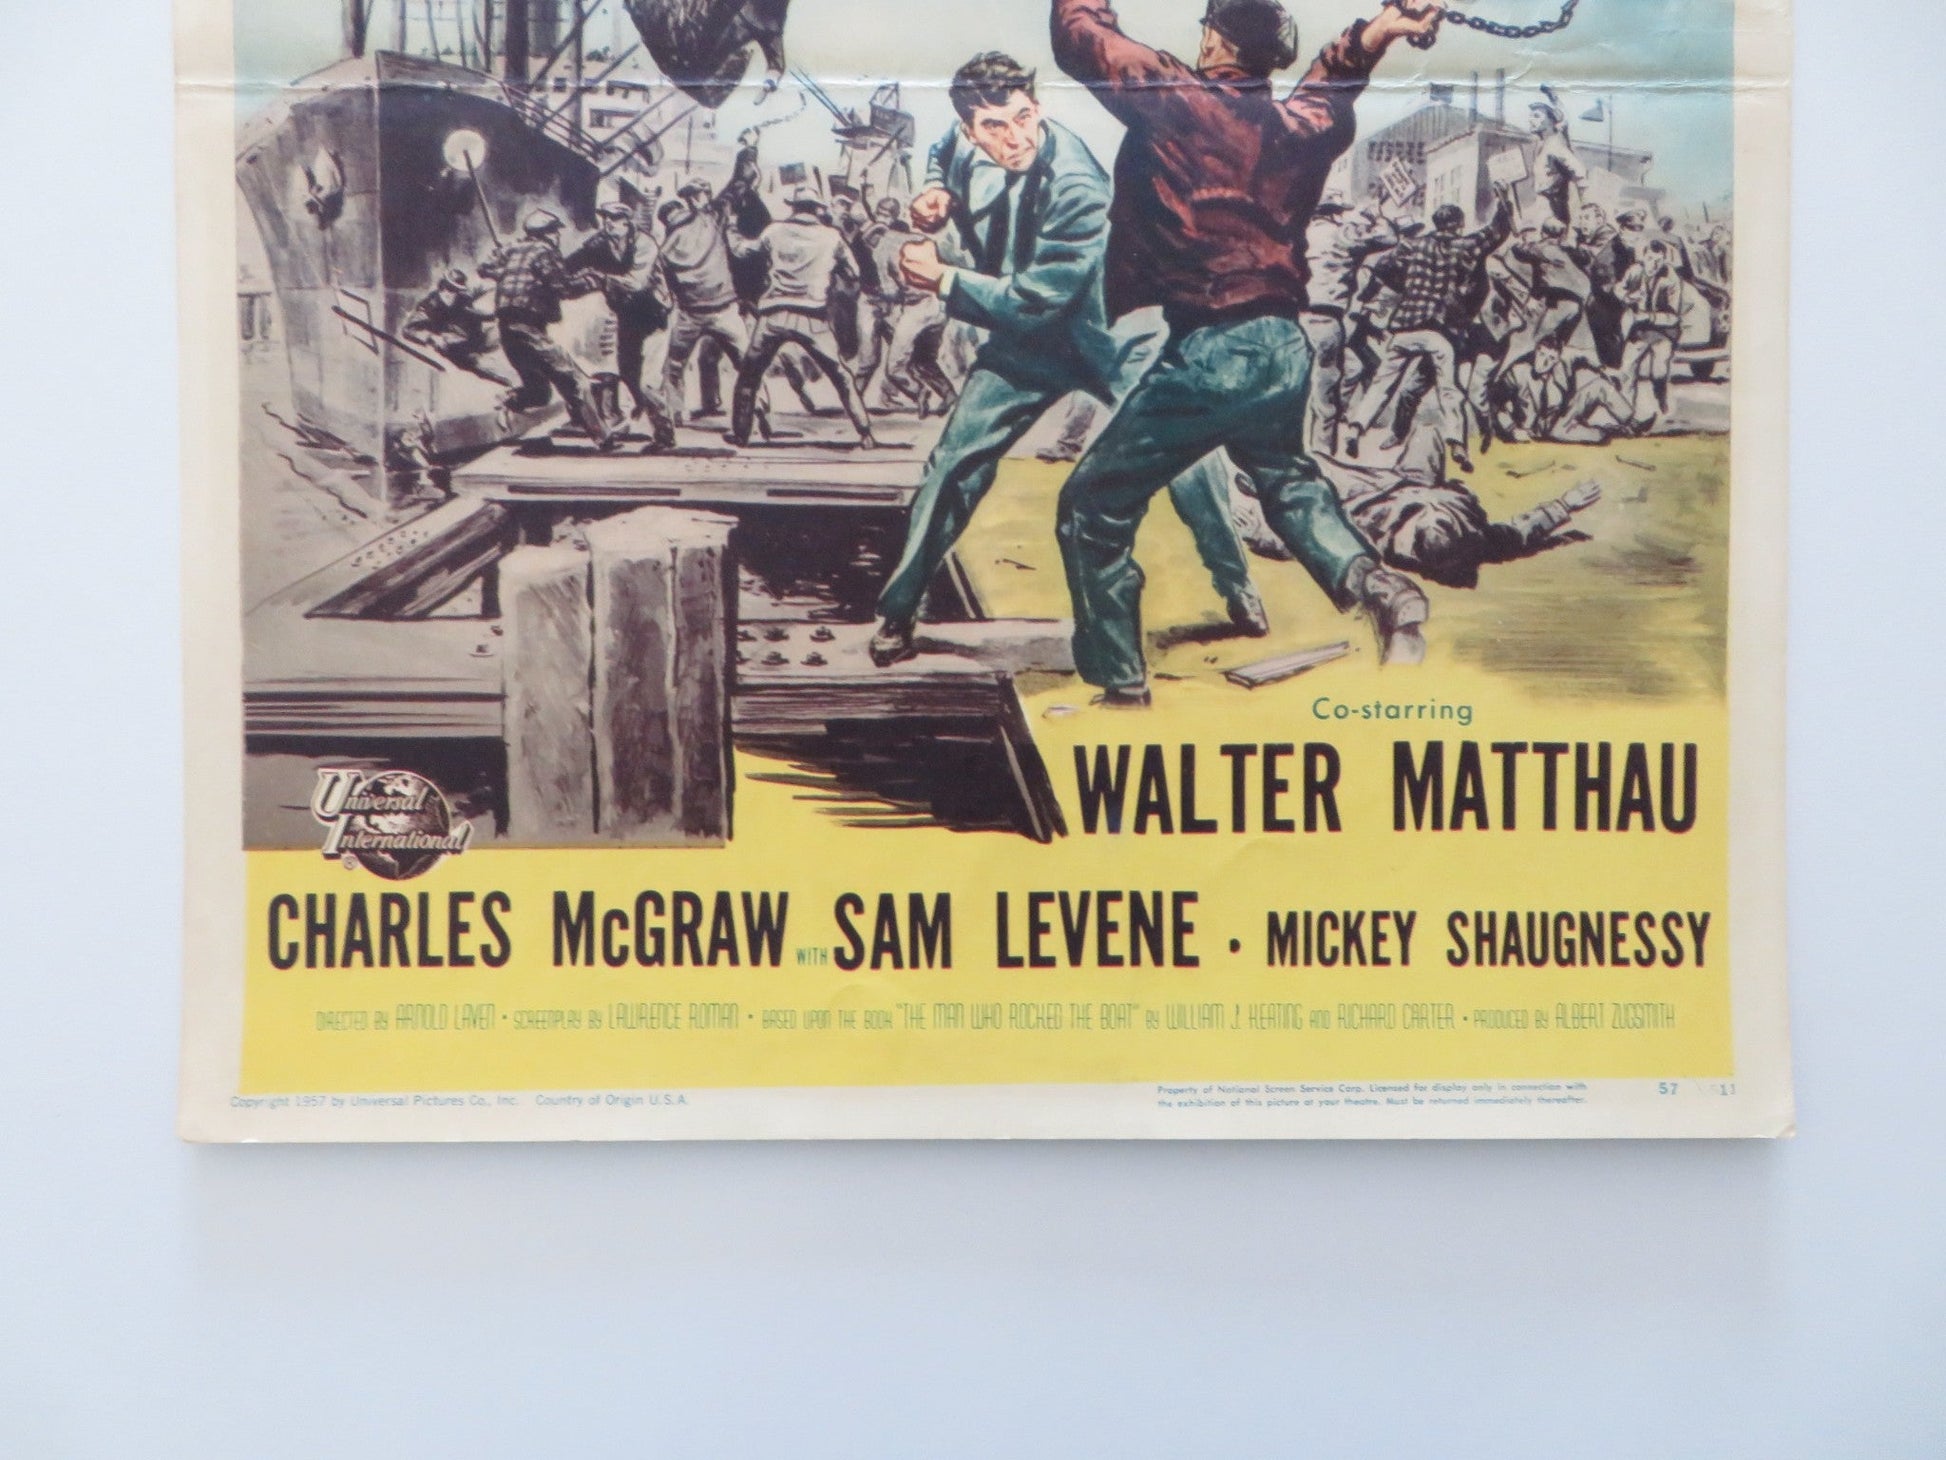 Co-starring
WALTER MATTHAU
Universal
International
®
CHARLES McGRAW WITH SAM LEVENE • MICKEY SHAUGNESSY
DIRECTED BY ARNOLD LAVEN • SCREENPLAY BY LAWRENCE ROMAN • BASED UPON THE BOOK "THE MAN WHO ROCKED THE BOAT" BY WILLIAM J. KEATING AND RICHARD CARTER • PRODUCED BY ALBERT ZUGSMITH
Copyright 1957 by Universal Pictures Co., Inc. Country of Origin U.S.A.
Property of National Screen Service Corp. Licensed for display only in connection with
the exhibition of this picture at your theatre. Must be returned immediately thereafter.
57